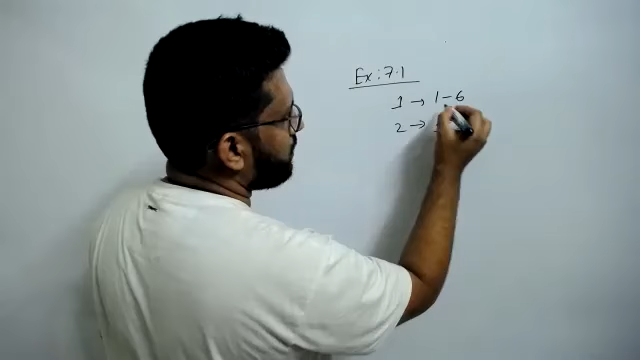 Ex: 7.1
1 → 1-6
2 →